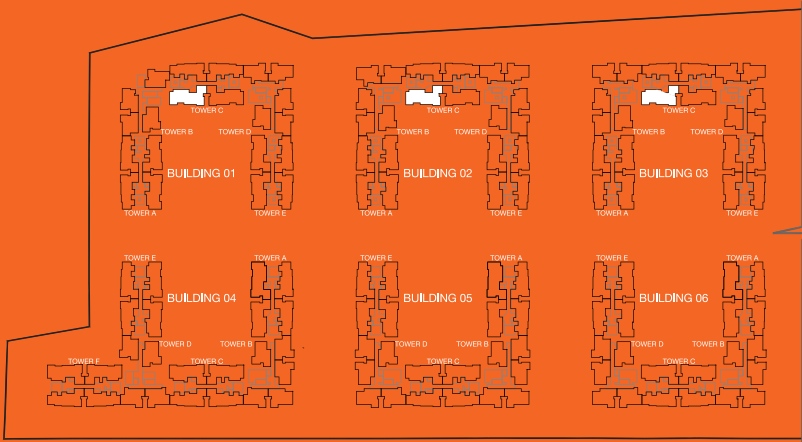 TOWER C TOWER C TOWER C
TOWER B TOWER D TOWER B TOWER D TOWER B TOWER D
BUILDING 01 BUILDING 02 BUILDING 03
TOWER A TOWER E TOWER A TOWER E TOWER A TOWER E
TOWER E TOWER A TOWER E TOWER A TOWER E TOWER A
BUILDING 04 BUILDING 05 BUILDING 06
TOWER D TOWER B TOWER D TOWER B TOWER D TOWER B
TOWER F TOWER C TOWER C TOWER C